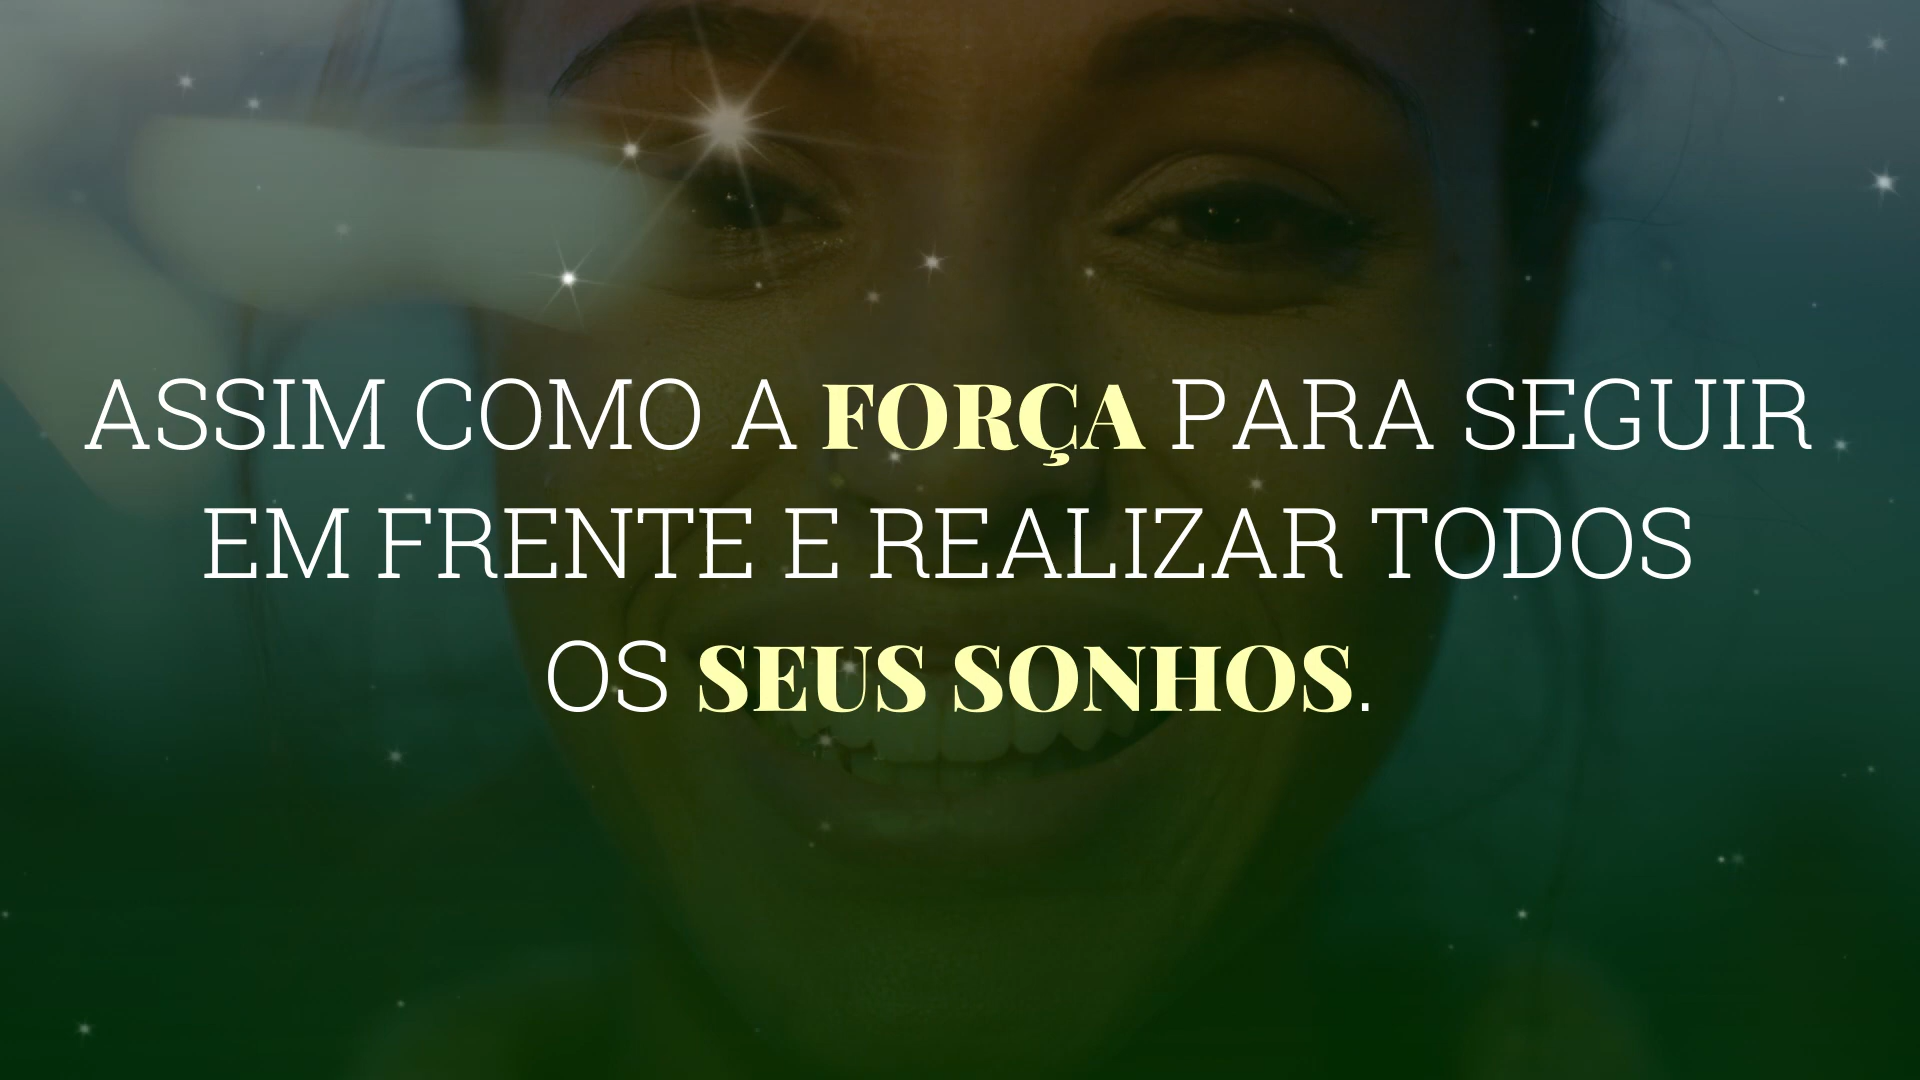 ASSIM COMO A FORÇA PARA SEGUIR
EM FRENTE E REALIZAR TODOS
OS SEUS SONHOS.